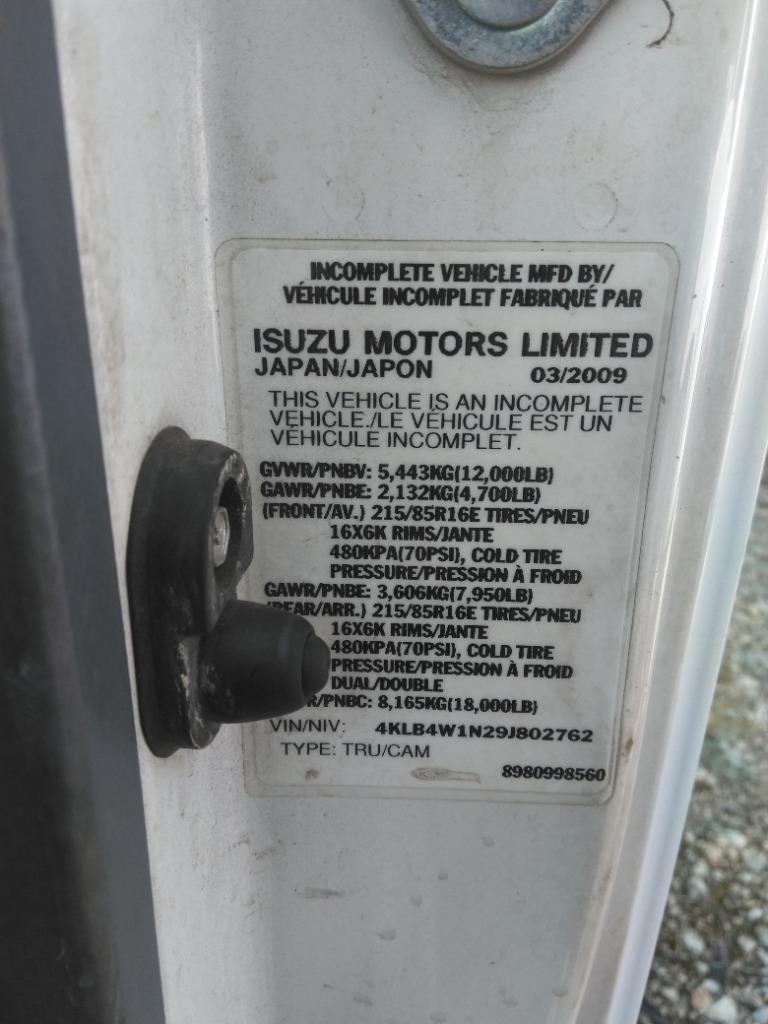 INCOMPLETE VEHICLE MFD BY/
VÉHICULE INCOMPLET FABRIQUÉ PAR
ISUZU MOTORS LIMITED
JAPAN/JAPON 03/2009
THIS VEHICLE IS AN INCOMPLETE
VEHICLE./LE VÉHICULE EST UN
VÉHICULE INCOMPLET.
GVWR/PNBV: 5,443KG(12,000LB)
GAWR/PNBE: 2,132KG(4,700LB)
(FRONT/AV.) 215/85R16E TIRES/PNEU
16X6K RIMS/JANTE
480KPA(70PSI), COLD TIRE
PRESSURE/PRESSION À FROID
GAWR/PNBE: 3,606KG(7,950LB)
(REAR/ARR.) 215/85R16E TIRES/PNEU
16X6K RIMS/JANTE
480KPA(70PSI), COLD TIRE
PRESSURE/PRESSION À FROID
DUAL/DOUBLE
R/PNBC: 8,165KG(18,000LB)
VIN/NIV: 4KLB4W1N29J802762
TYPE: TRU/CAM
8980998560